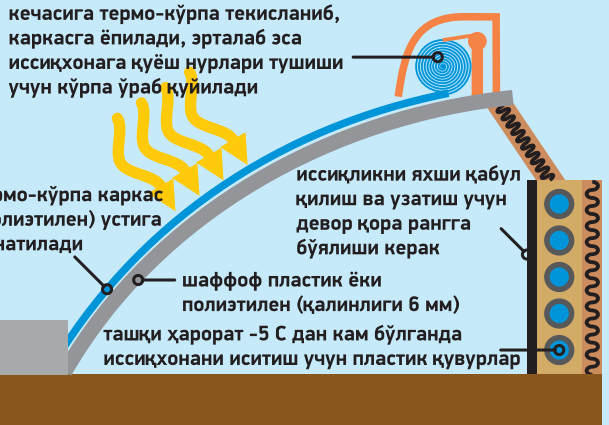 кечасига термо-кўрпа текисланиб,
каркасга ёпилади, эрталаб эса
иссиқхонага қуёш нурлари тушиши
учун кўрпа ўраб қуйилади
иссиқликни яхши қабул
қилиш ва узатиш учун
девор қора рангга
бўялиши керак
рмо-кўрпа каркас
олиэтилен) устига
натилади
шаффоф пластик ёки
полиэтилен (қалинлиги 6 мм)
ташқи ҳарорат -5 С дан кам бўлганда
иссиқхонани иситиш учун пластик қувурлар